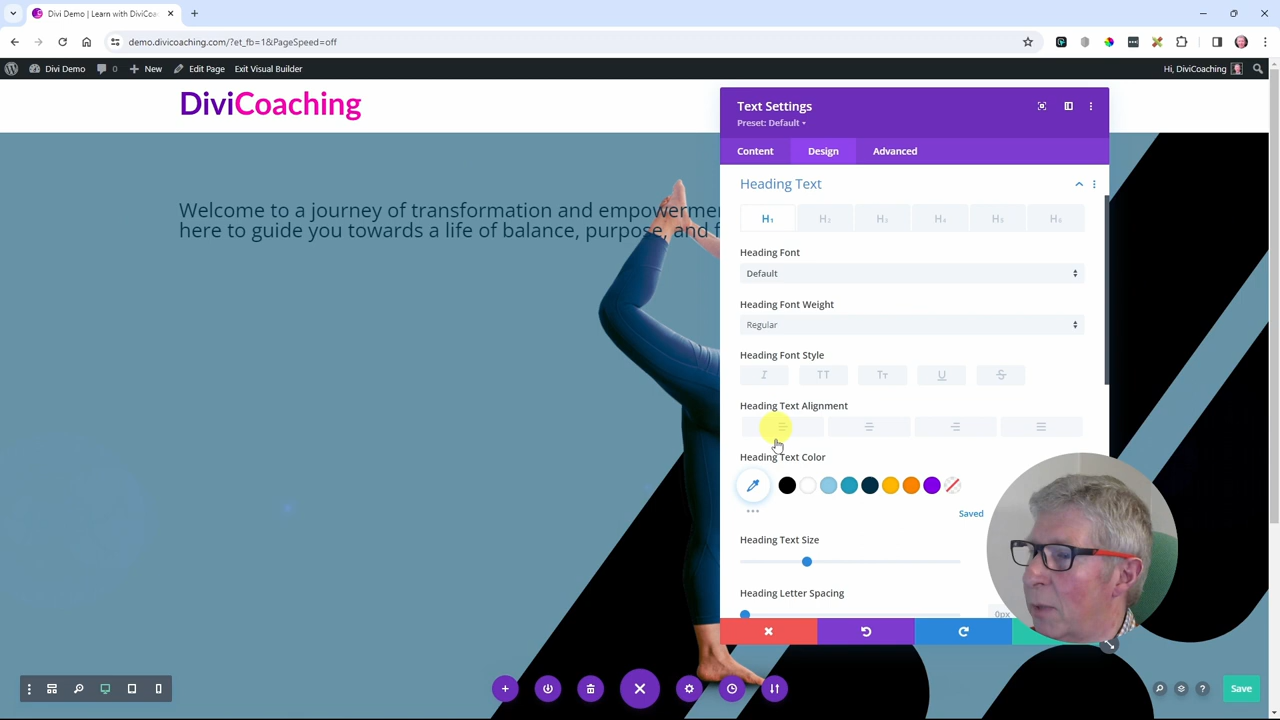 Divi Demo | Learn with DiviCoac
demo.divicoaching.com/?et_fb=1&PageSpeed=off
Divi Demo
0
New
Edit Page
Exit Visual Builder
Hi, DiviCoaching
DiviCoaching
Welcome to a journey of transformation and
here to guide you towards a life of balance, purpose, and
Text Settings
Preset: Default
Content
Design
Advanced
Heading Text
H1
H2
H3
H4
H5
H6
Heading Font
Default
Heading Font Weight
Regular
Heading Font Style
I
TT
Tт
U
S
Heading Text Alignment
Heading Text Color
Saved
Heading Text Size
Heading Letter Spacing
0px
Save